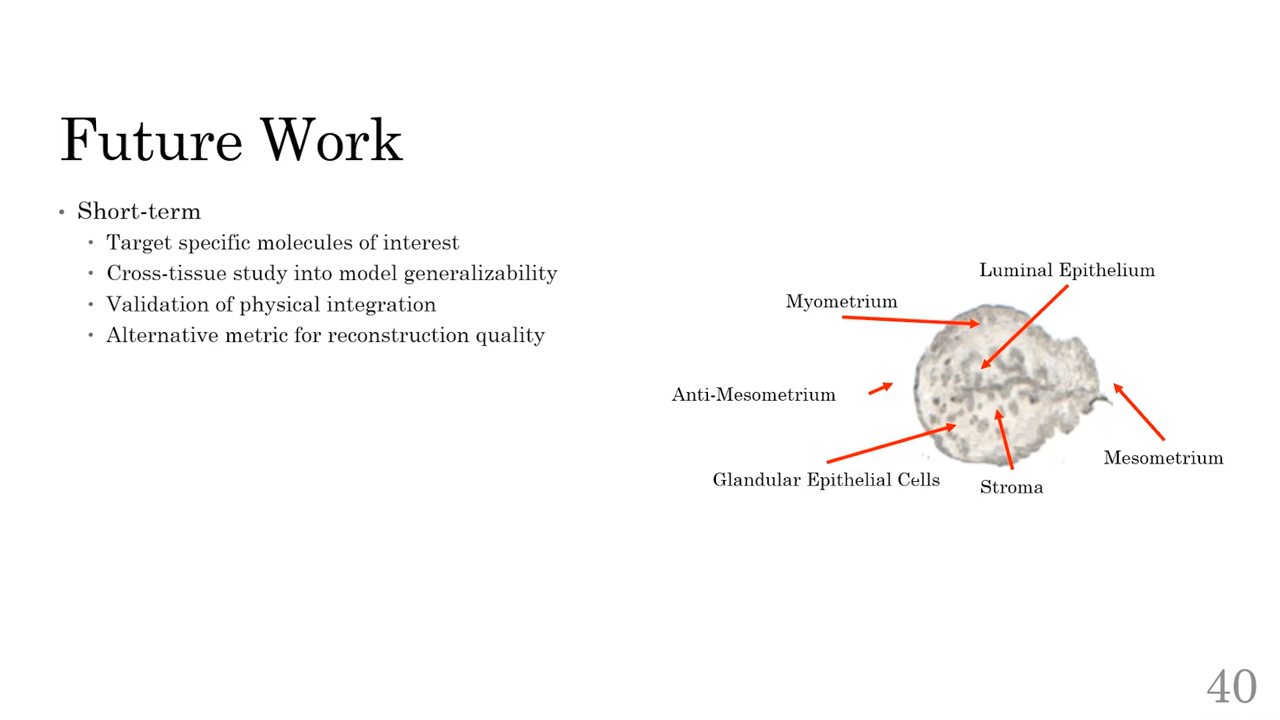 Future Work
• Short-term
• Target specific molecules of interest
• Cross-tissue study into model generalizability
• Validation of physical integration
• Alternative metric for reconstruction quality
Luminal Epithelium
Myometrium
Anti-Mesometrium
Mesometrium
Glandular Epithelial Cells
Stroma
40